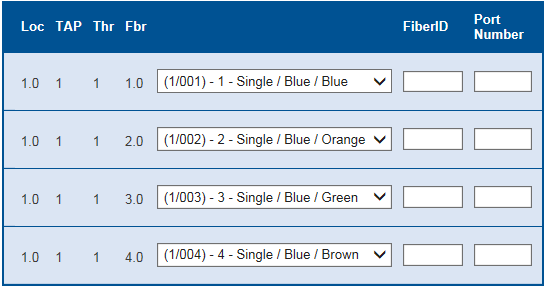 Loc TAP Thr Fbr FiberID Port Number
1.0 1 1 1.0 (1/001) - 1 - Single / Blue / Blue
1.0 1 1 2.0 (1/002) - 2 - Single / Blue / Orange
1.0 1 1 3.0 (1/003) - 3 - Single / Blue / Green
1.0 1 1 4.0 (1/004) - 4 - Single / Blue / Brown